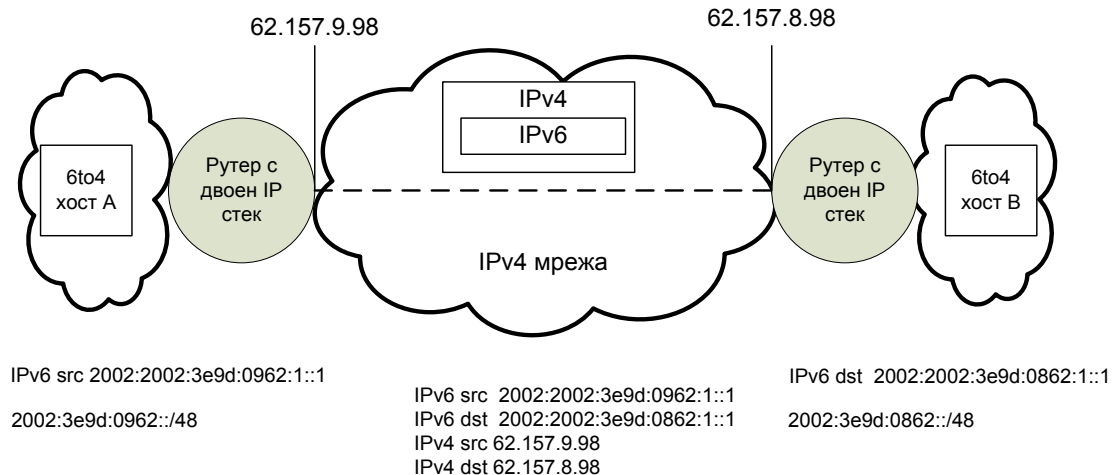 62.157.9.98
62.157.8.98
IPv4
IPv6
6to4
хост A
Рутер с
двоен IP
стек
Рутер с
двоен IP
стек
6to4
хост B
IPv4 мрежа
IPv6 src 2002:2002:3e9d:0962:1::1
2002:3e9d:0962::/48
IPv6 src  2002:2002:3e9d:0962:1::1
IPv6 dst  2002:2002:3e9d:0862:1::1
IPv4 src 62.157.9.98
IPv4 dst 62.157.8.98
IPv6 dst  2002:2002:3e9d:0862:1::1
2002:3e9d:0862::/48